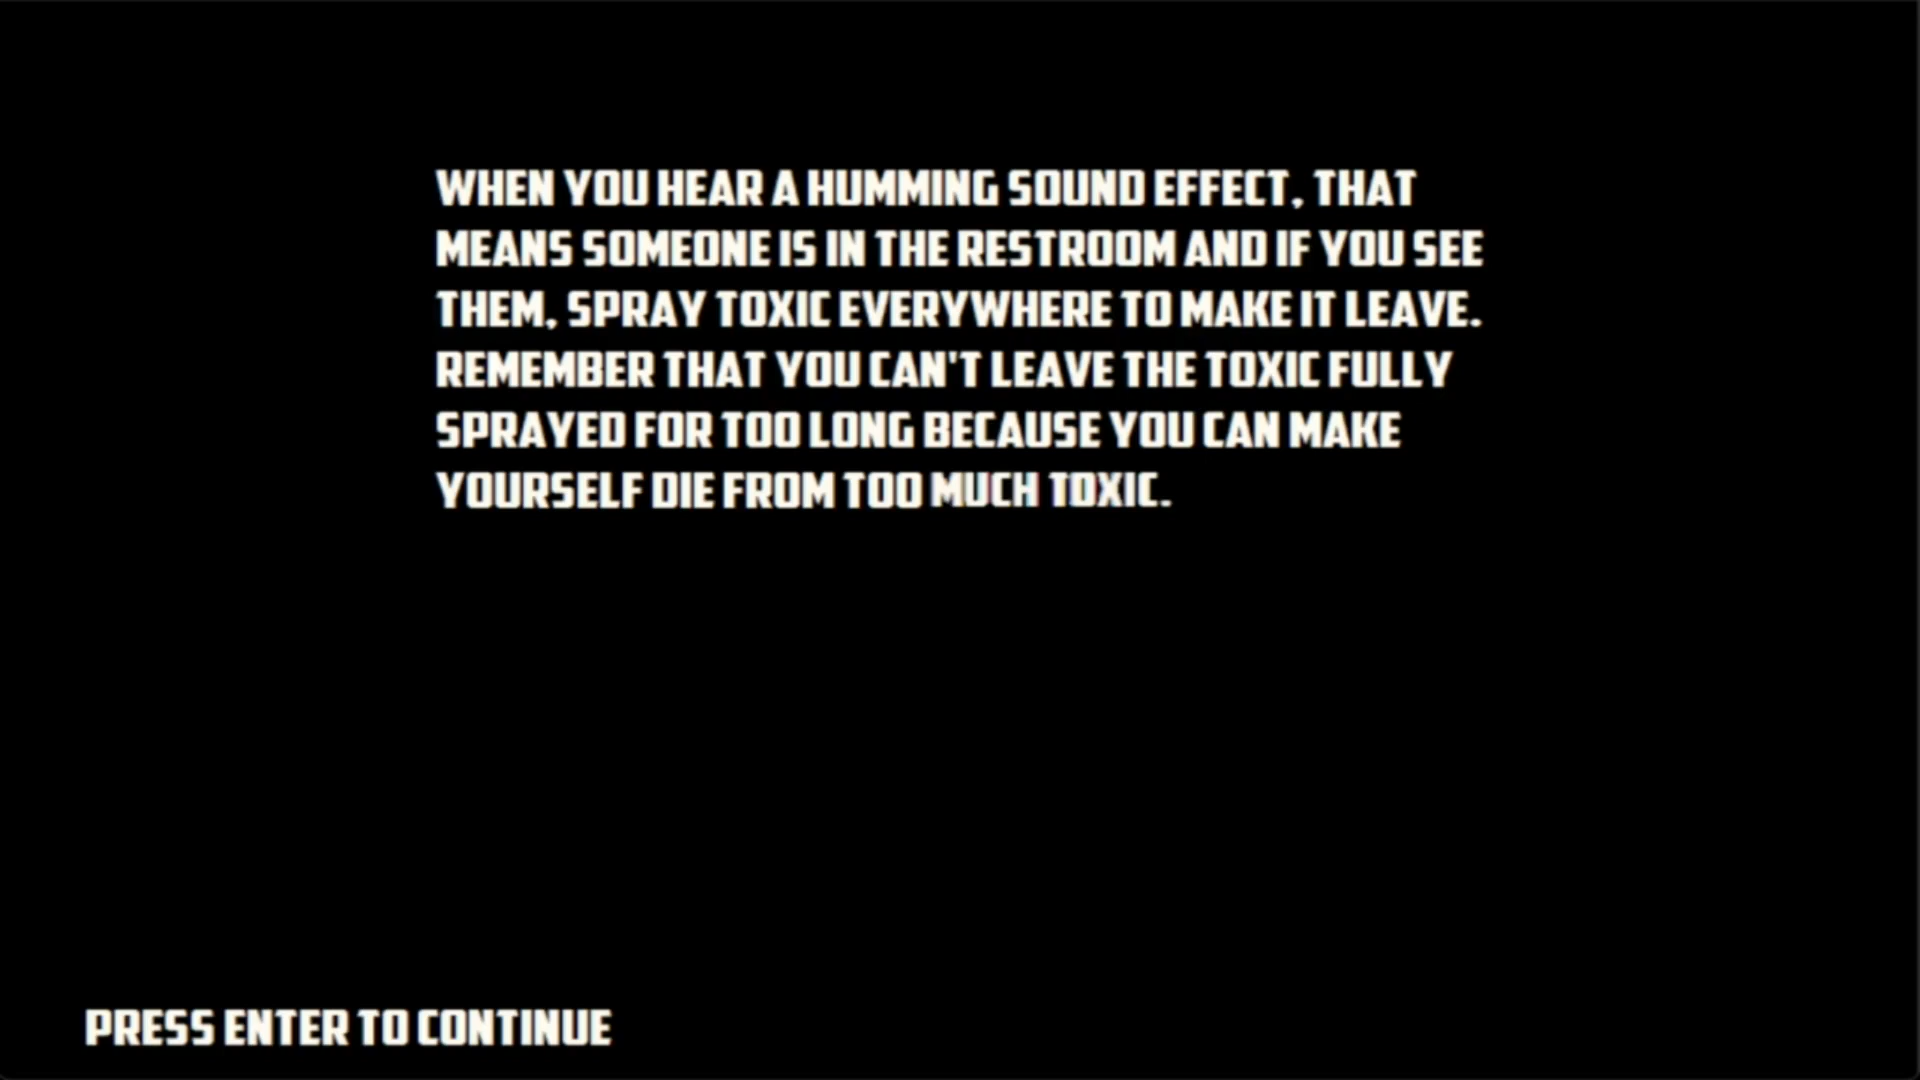 WHEN YOU HEAR A HUMMING SOUND EFFECT, THAT
MEANS SOMEONE IS IN THE RESTROOM AND IF YOU SEE
THEM, SPRAY TOXIC EVERYWHERE TO MAKE IT LEAVE.
REMEMBER THAT YOU CAN'T LEAVE THE TOXIC FULLY
SPRAYED FOR TOO LONG BECAUSE YOU CAN MAKE
YOURSELF DIE FROM TOO MUCH TOXIC.
PRESS ENTER TO CONTINUE